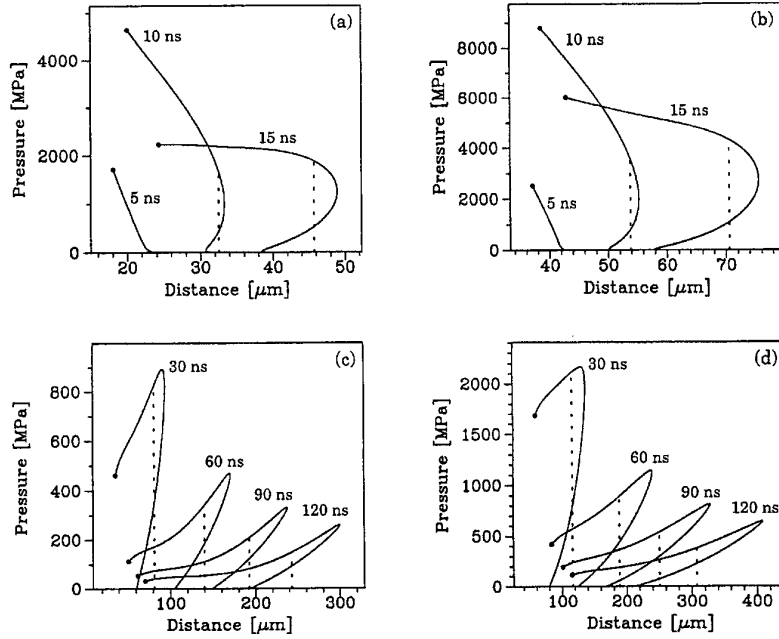 (a)
10 ns
15 ns
5 ns
Pressure [MPa]
4000
2000
0
20 30 40 50
Distance [μm]
(b)
10 ns
15 ns
5 ns
Pressure [MPa]
8000
6000
4000
2000
0
40 50 60 70
Distance [μm]
(c)
30 ns
60 ns
90 ns
120 ns
Pressure [MPa]
800
600
400
200
0
100 200 300
Distance [μm]
(d)
30 ns
60 ns
90 ns
120 ns
Pressure [MPa]
2000
1500
1000
500
0
100 200 300 400
Distance [μm]